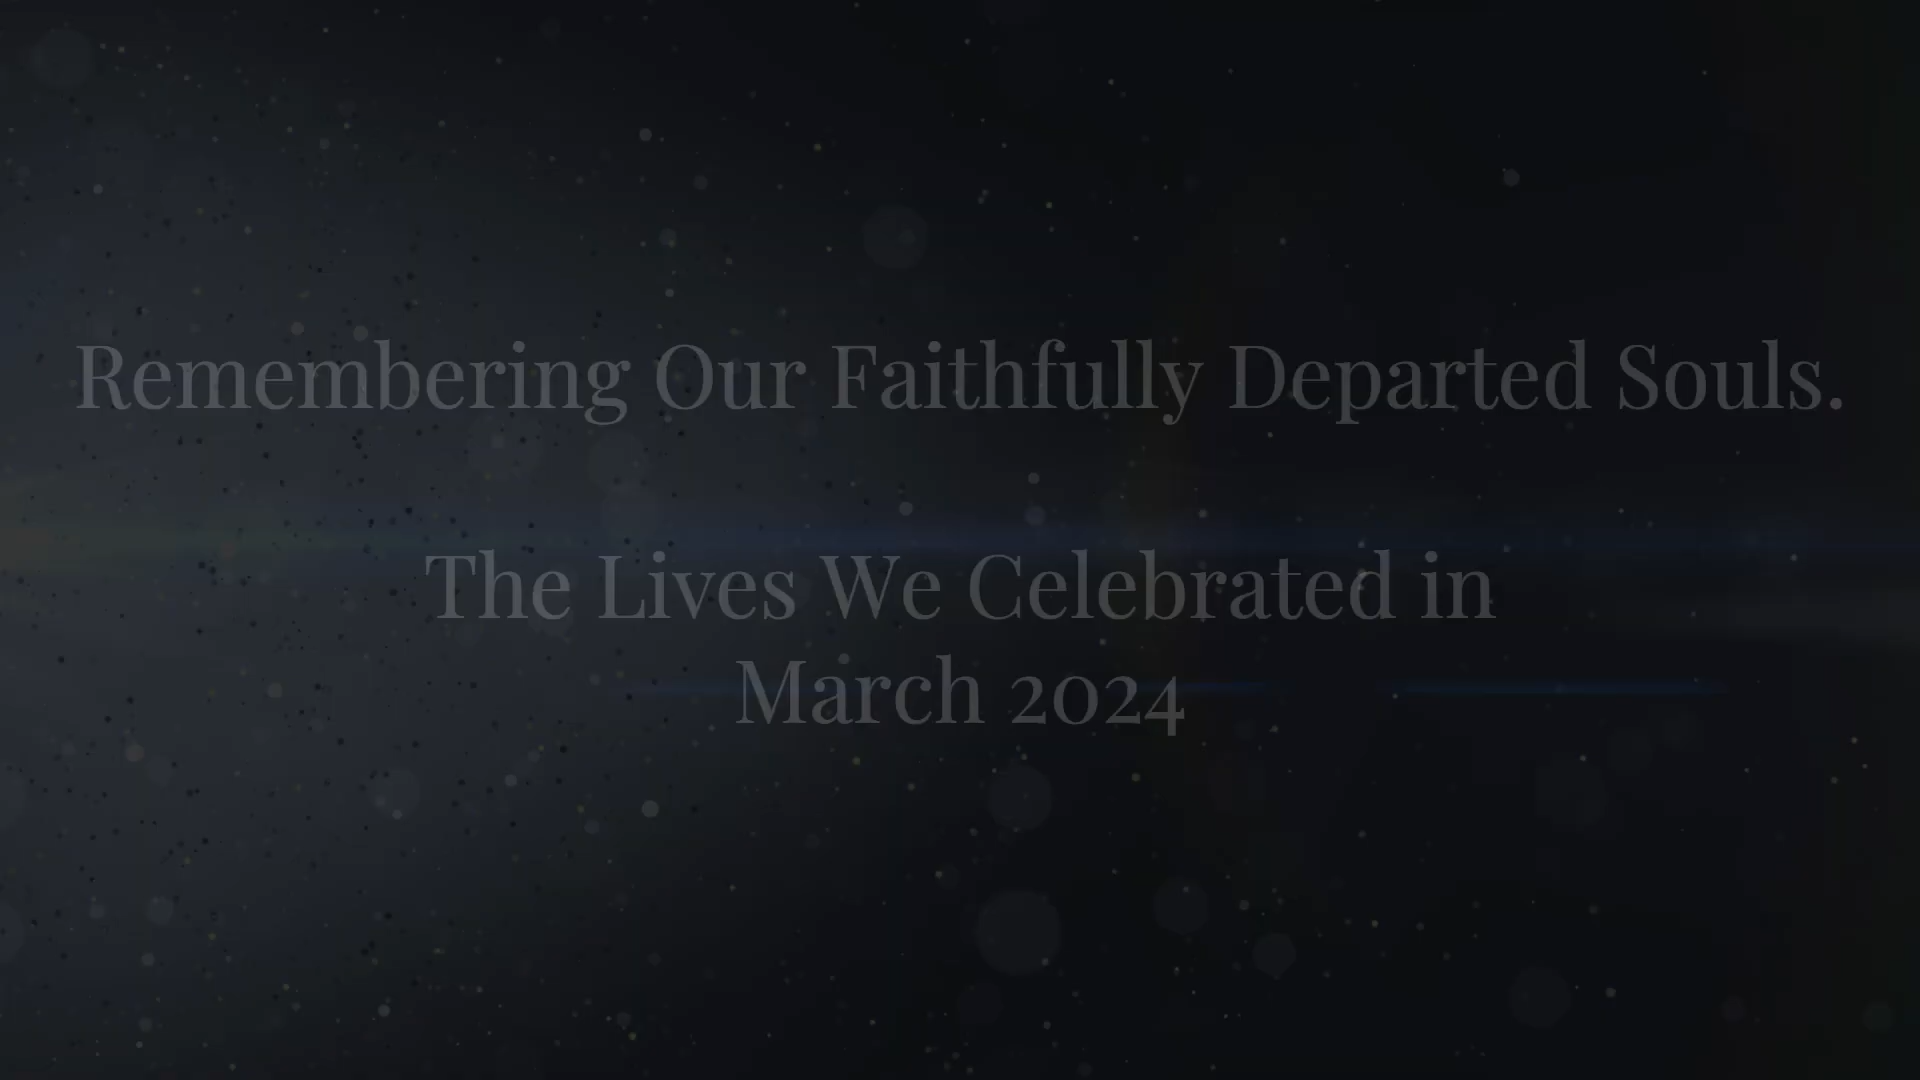 Remembering Our Faithfully Departed Souls.
The Lives We Celebrated in
March 2024